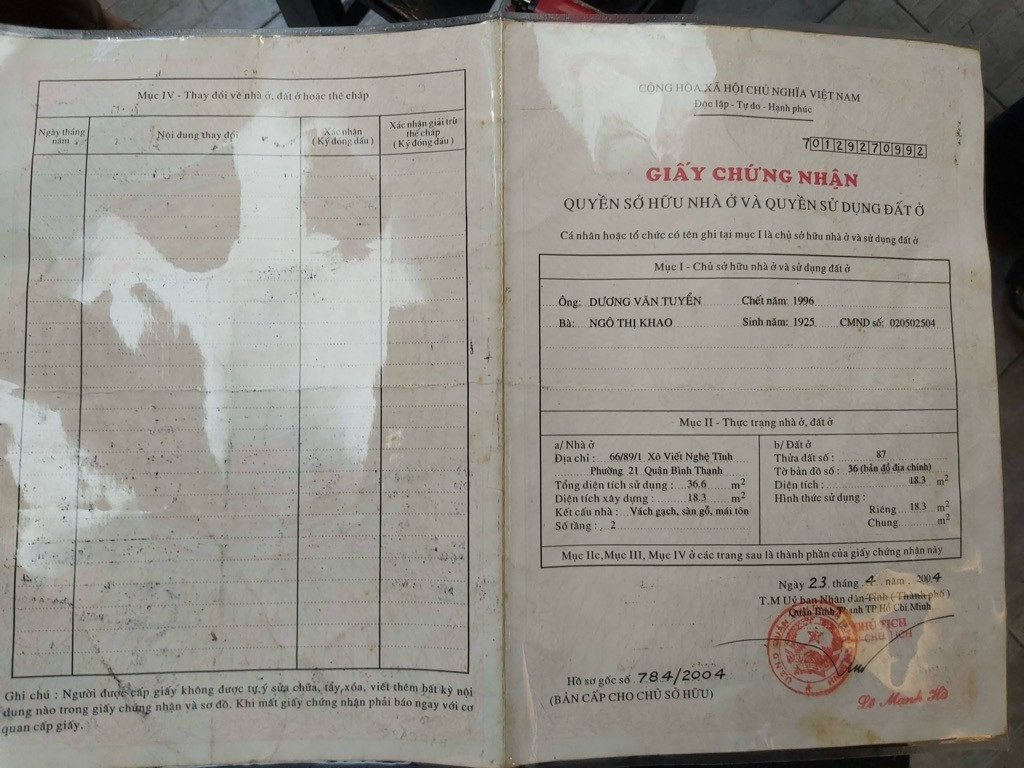 Mục IV - Thay đổi về nhà ở, đất ở hoặc thế chấp
Ngày tháng năm
Nội dung thay đổi
Xác nhận
( Ký đóng dấu )
Xác nhận giải trừ
thế chấp
( Ký đóng dấu )
Ghi chú : Người được cấp giấy không được tự ý sửa chữa, tẩy, xóa, viết thêm bất kỳ nội
dung nào trong giấy chứng nhận và sơ đồ. Khi mất giấy chứng nhận phải báo ngay với cơ
quan cấp giấy.
CỘNG HÒA XÃ HỘI CHỦ NGHĨA VIỆT NAM
Độc lập - Tự do - Hạnh phúc
70129270992
GIẤY CHỨNG NHẬN
QUYỀN SỞ HỮU NHÀ Ở VÀ QUYỀN SỬ DỤNG ĐẤT Ở
Cá nhân hoặc tổ chức có tên ghi tại mục I là chủ sở hữu nhà ở và sử dụng đất ở
Mục I - Chủ sở hữu nhà ở và sử dụng đất ở
Ông: DƯƠNG VĂN TUYỂN Chết năm: 1996
Bà: NGÔ THỊ KHAO Sinh năm: 1925 CMND số: 020502504
Mục II - Thực trạng nhà ở, đất ở
a/ Nhà ở
Địa chỉ : 66/89/1 Xô Viết Nghệ Tĩnh
Phường 21 Quận Bình Thạnh
Tổng diện tích sử dụng : 36.6 m2
Diện tích xây dựng : 18.3 m2
Kết cấu nhà : Vách gạch, sàn gỗ, mái tôn
Số tầng : 2
b/ Đất ở
Thửa đất số : 87
Tờ bản đồ số : 36 (bản đồ địa chính)
Diện tích : 18.3 m2
Hình thức sử dụng :
Riêng 18.3 m2
Chung m2
Mục IIc, Mục III, Mục IV ở các trang sau là thành phần của giấy chứng nhận này
Ngày 23 tháng 4 năm 2004
T.M Uỷ ban Nhân dân Tỉnh ( Thành phố )
Quận Bình Thạnh TP Hồ Chí Minh
CHỦ TỊCH
CHỦ TỊCH
Hồ sơ gốc số 784/2004
(BẢN CẤP CHO CHỦ SỞ HỮU)
Lê Mạnh Hà